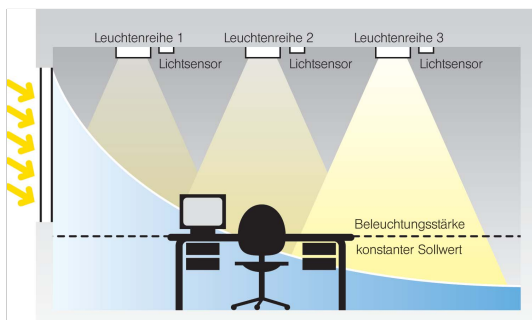 Leuchtenreihe 1
Leuchtenreihe 2
Leuchtenreihe 3
Lichtsensor
Lichtsensor
Lichtsensor
Beleuchtungsstärke
konstanter Sollwert